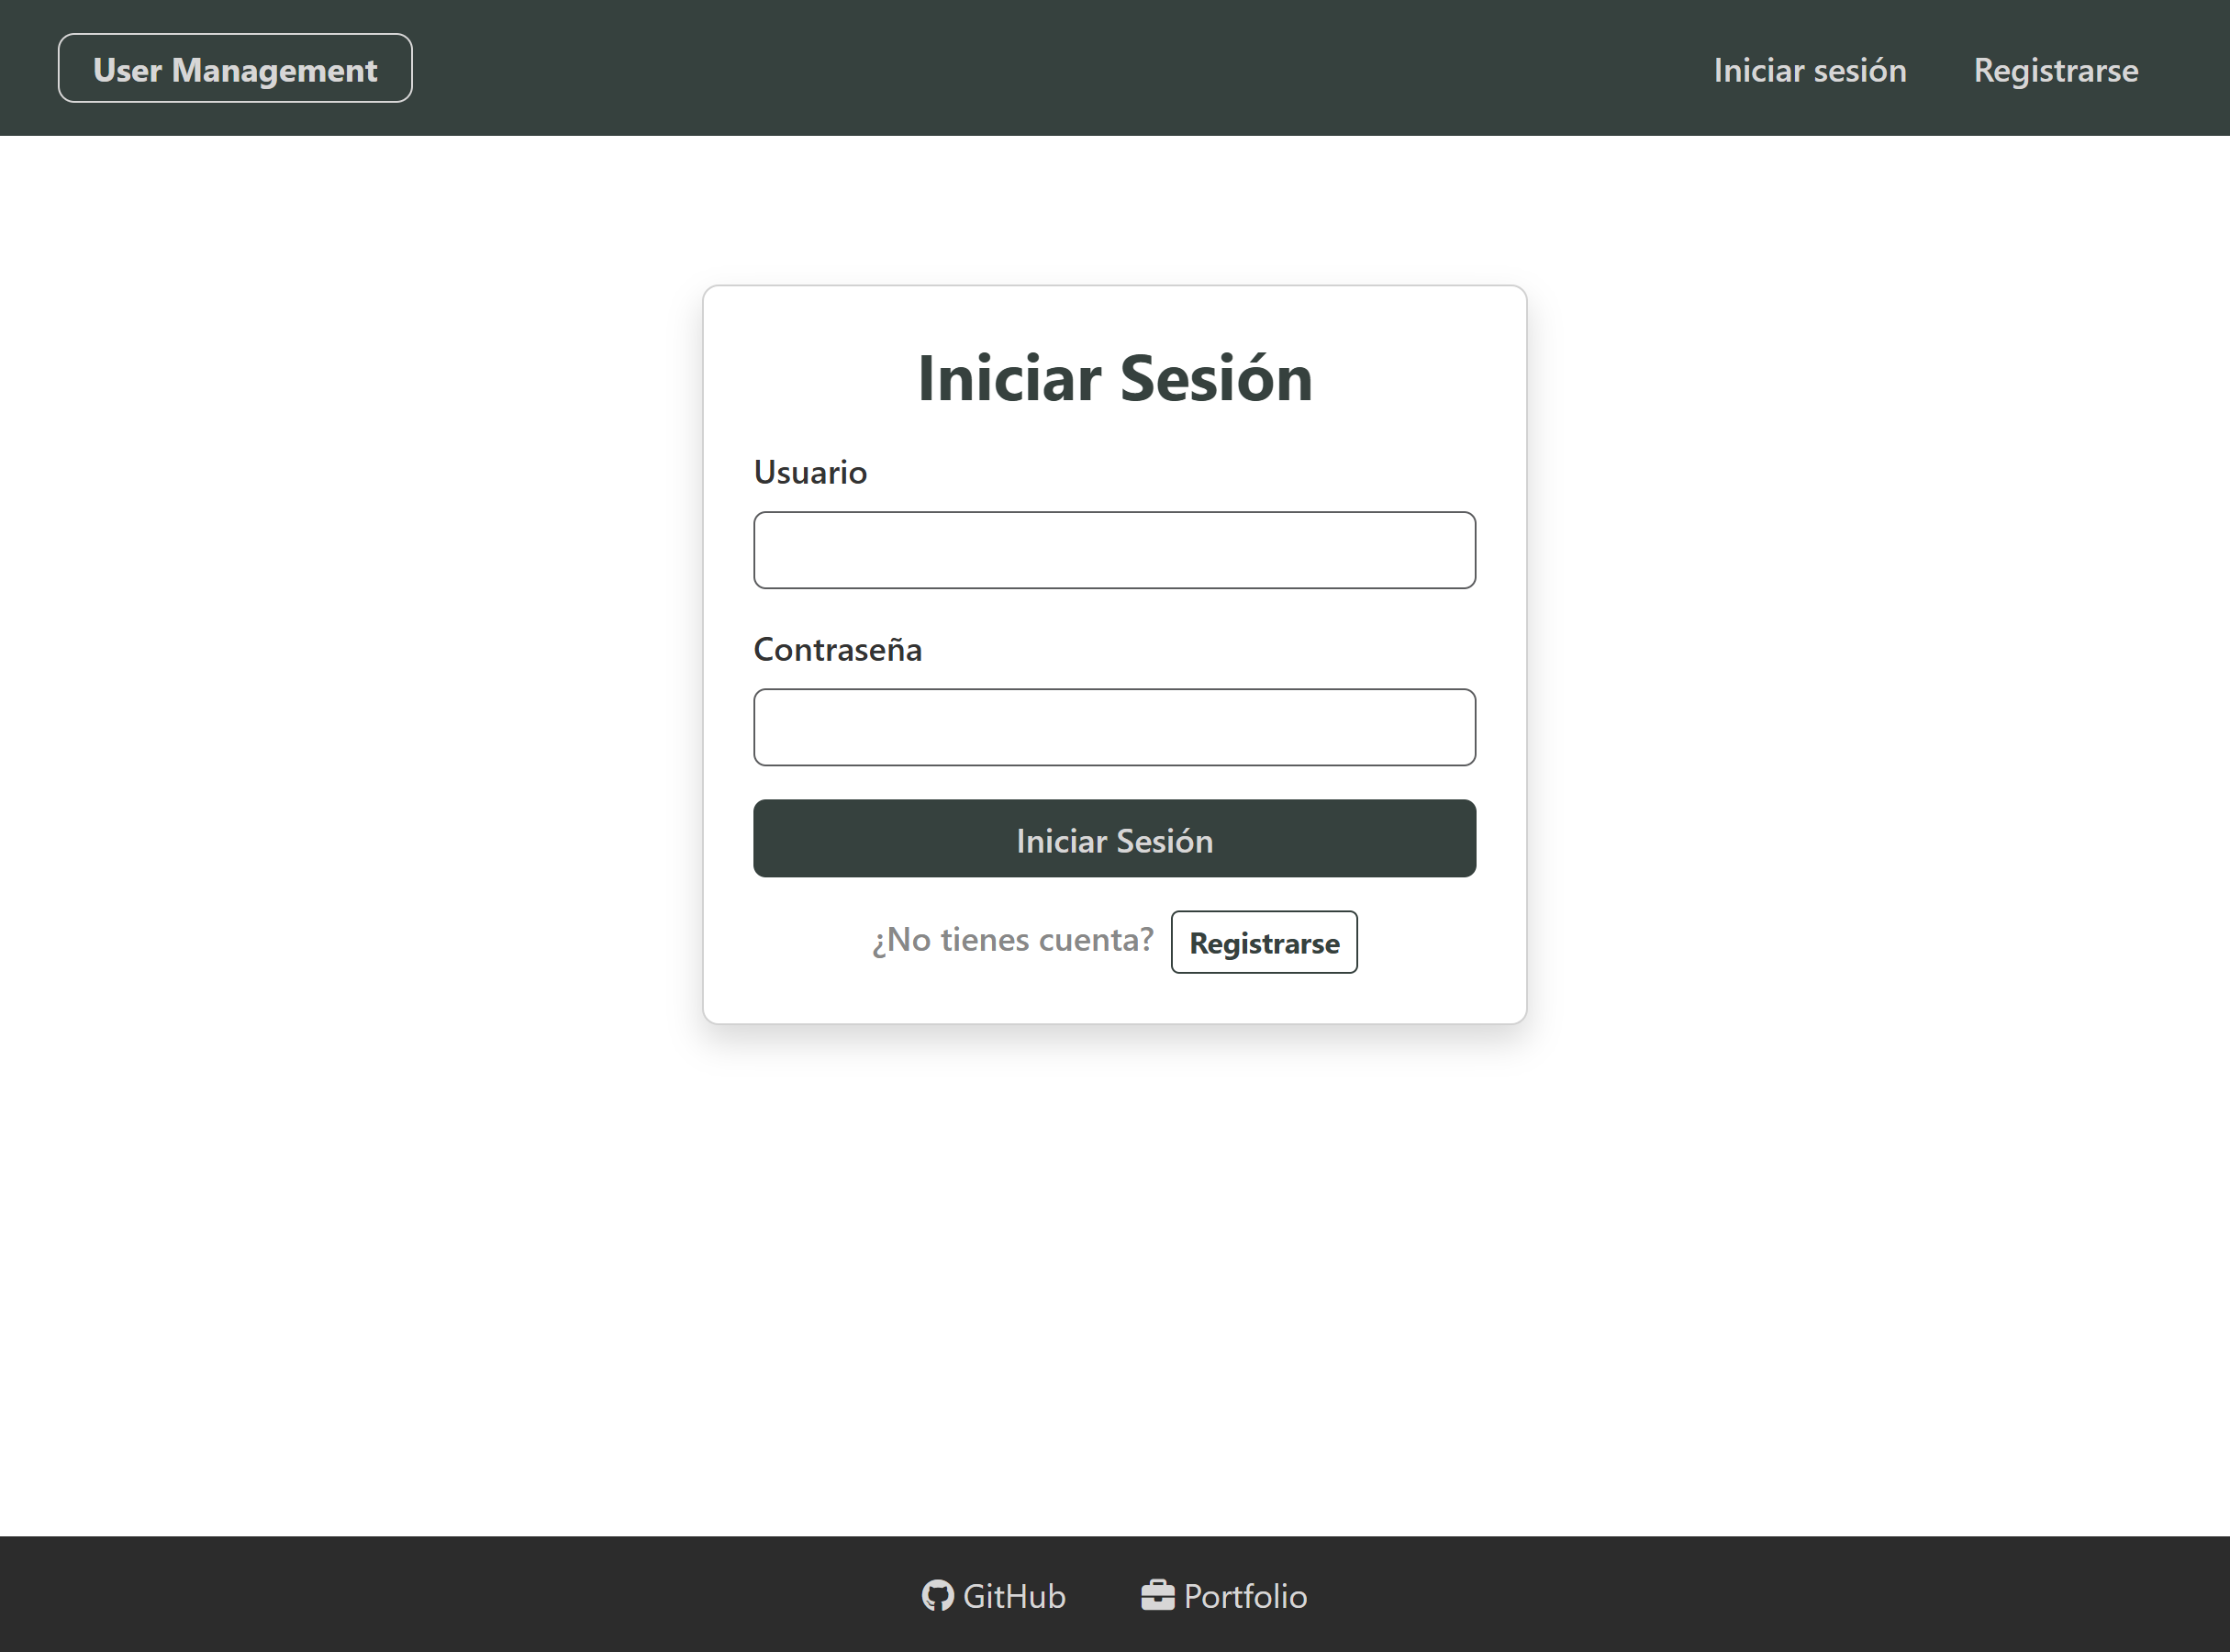 User Management
Iniciar sesión
Registrarse
Iniciar Sesión
Usuario
Contraseña
Iniciar Sesión
¿No tienes cuenta? Registrarse
GitHub
Portfolio